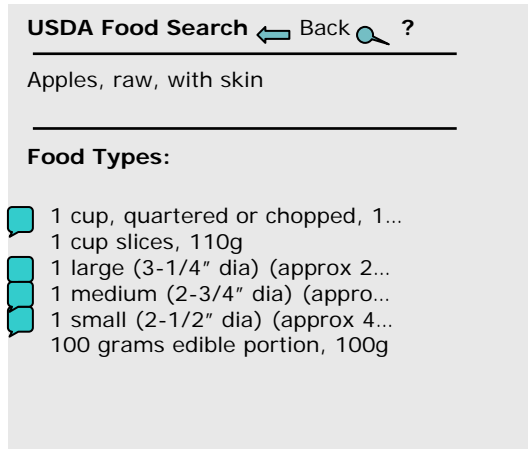 USDA Food Search Back ?
Apples, raw, with skin
Food Types:
1 cup, quartered or chopped, 1...
1 cup slices, 110g
1 large (3-1/4″ dia) (approx 2...
1 medium (2-3/4″ dia) (appro...
1 small (2-1/2″ dia) (approx 4...
100 grams edible portion, 100g